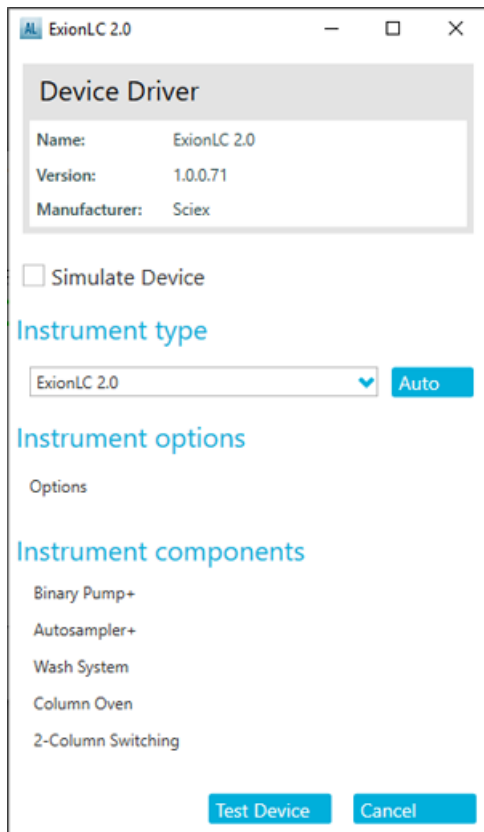 AL ExionLC 2.0
Device Driver
Name: ExionLC 2.0
Version: 1.0.0.71
Manufacturer: Sciex
Simulate Device
Instrument type
ExionLC 2.0 Auto
Instrument options
Options
Instrument components
Binary Pump+
Autosampler+
Wash System
Column Oven
2-Column Switching
Test Device Cancel